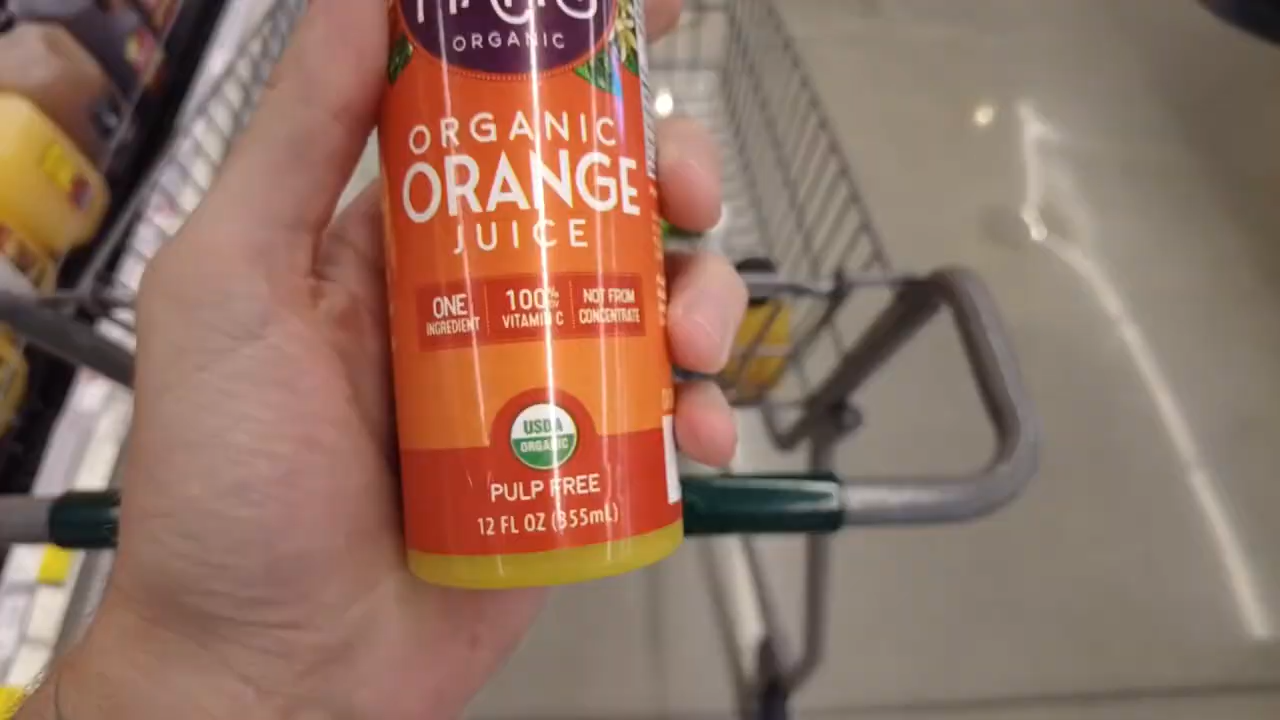 ORGANIC
ORGANIC
ORANGE
JUICE
ONE
INGREDIENT
100% DV
VITAMIN C
NOT FROM
CONCENTRATE
USDA
ORGANIC
PULP FREE
12 FL OZ (355mL)